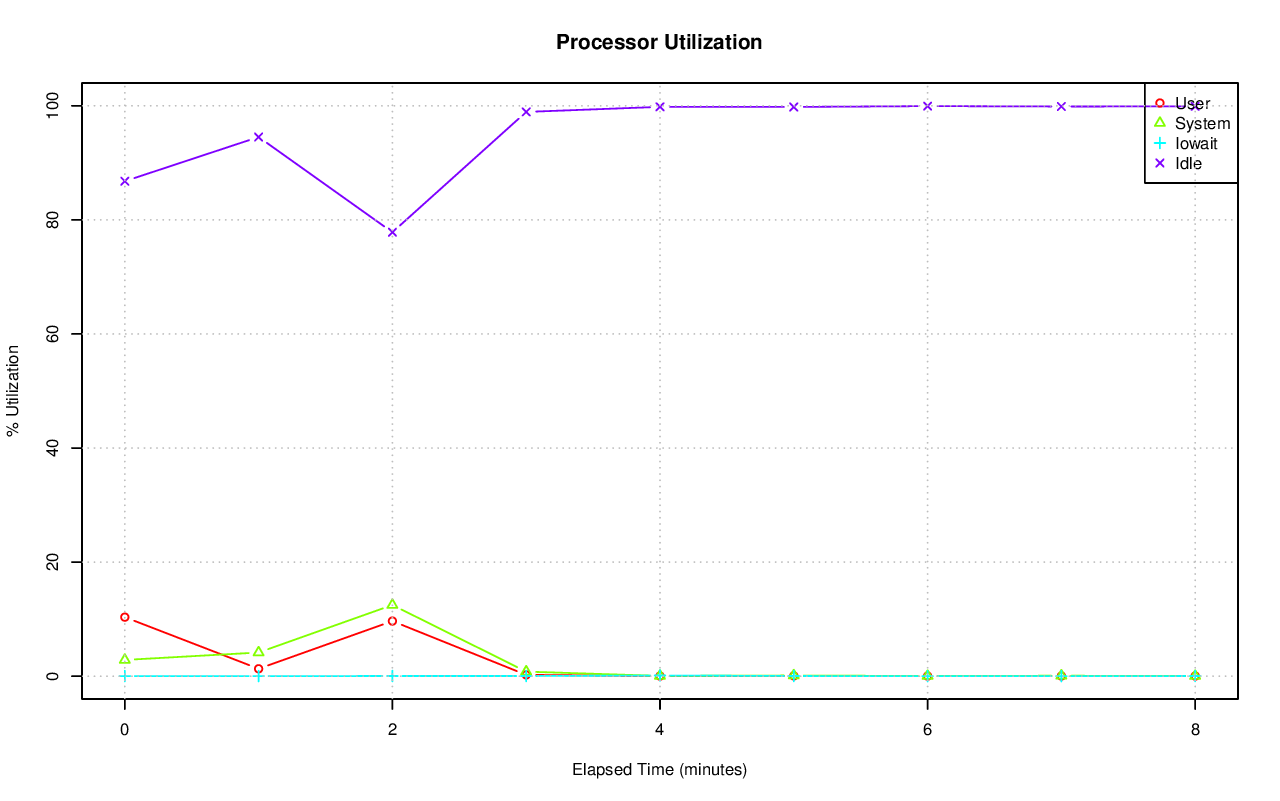 Processor Utilization
% Utilization
100
80
60
40
20
0
User
System
Iowait
Idle
0 2 4 6 8
Elapsed Time (minutes)